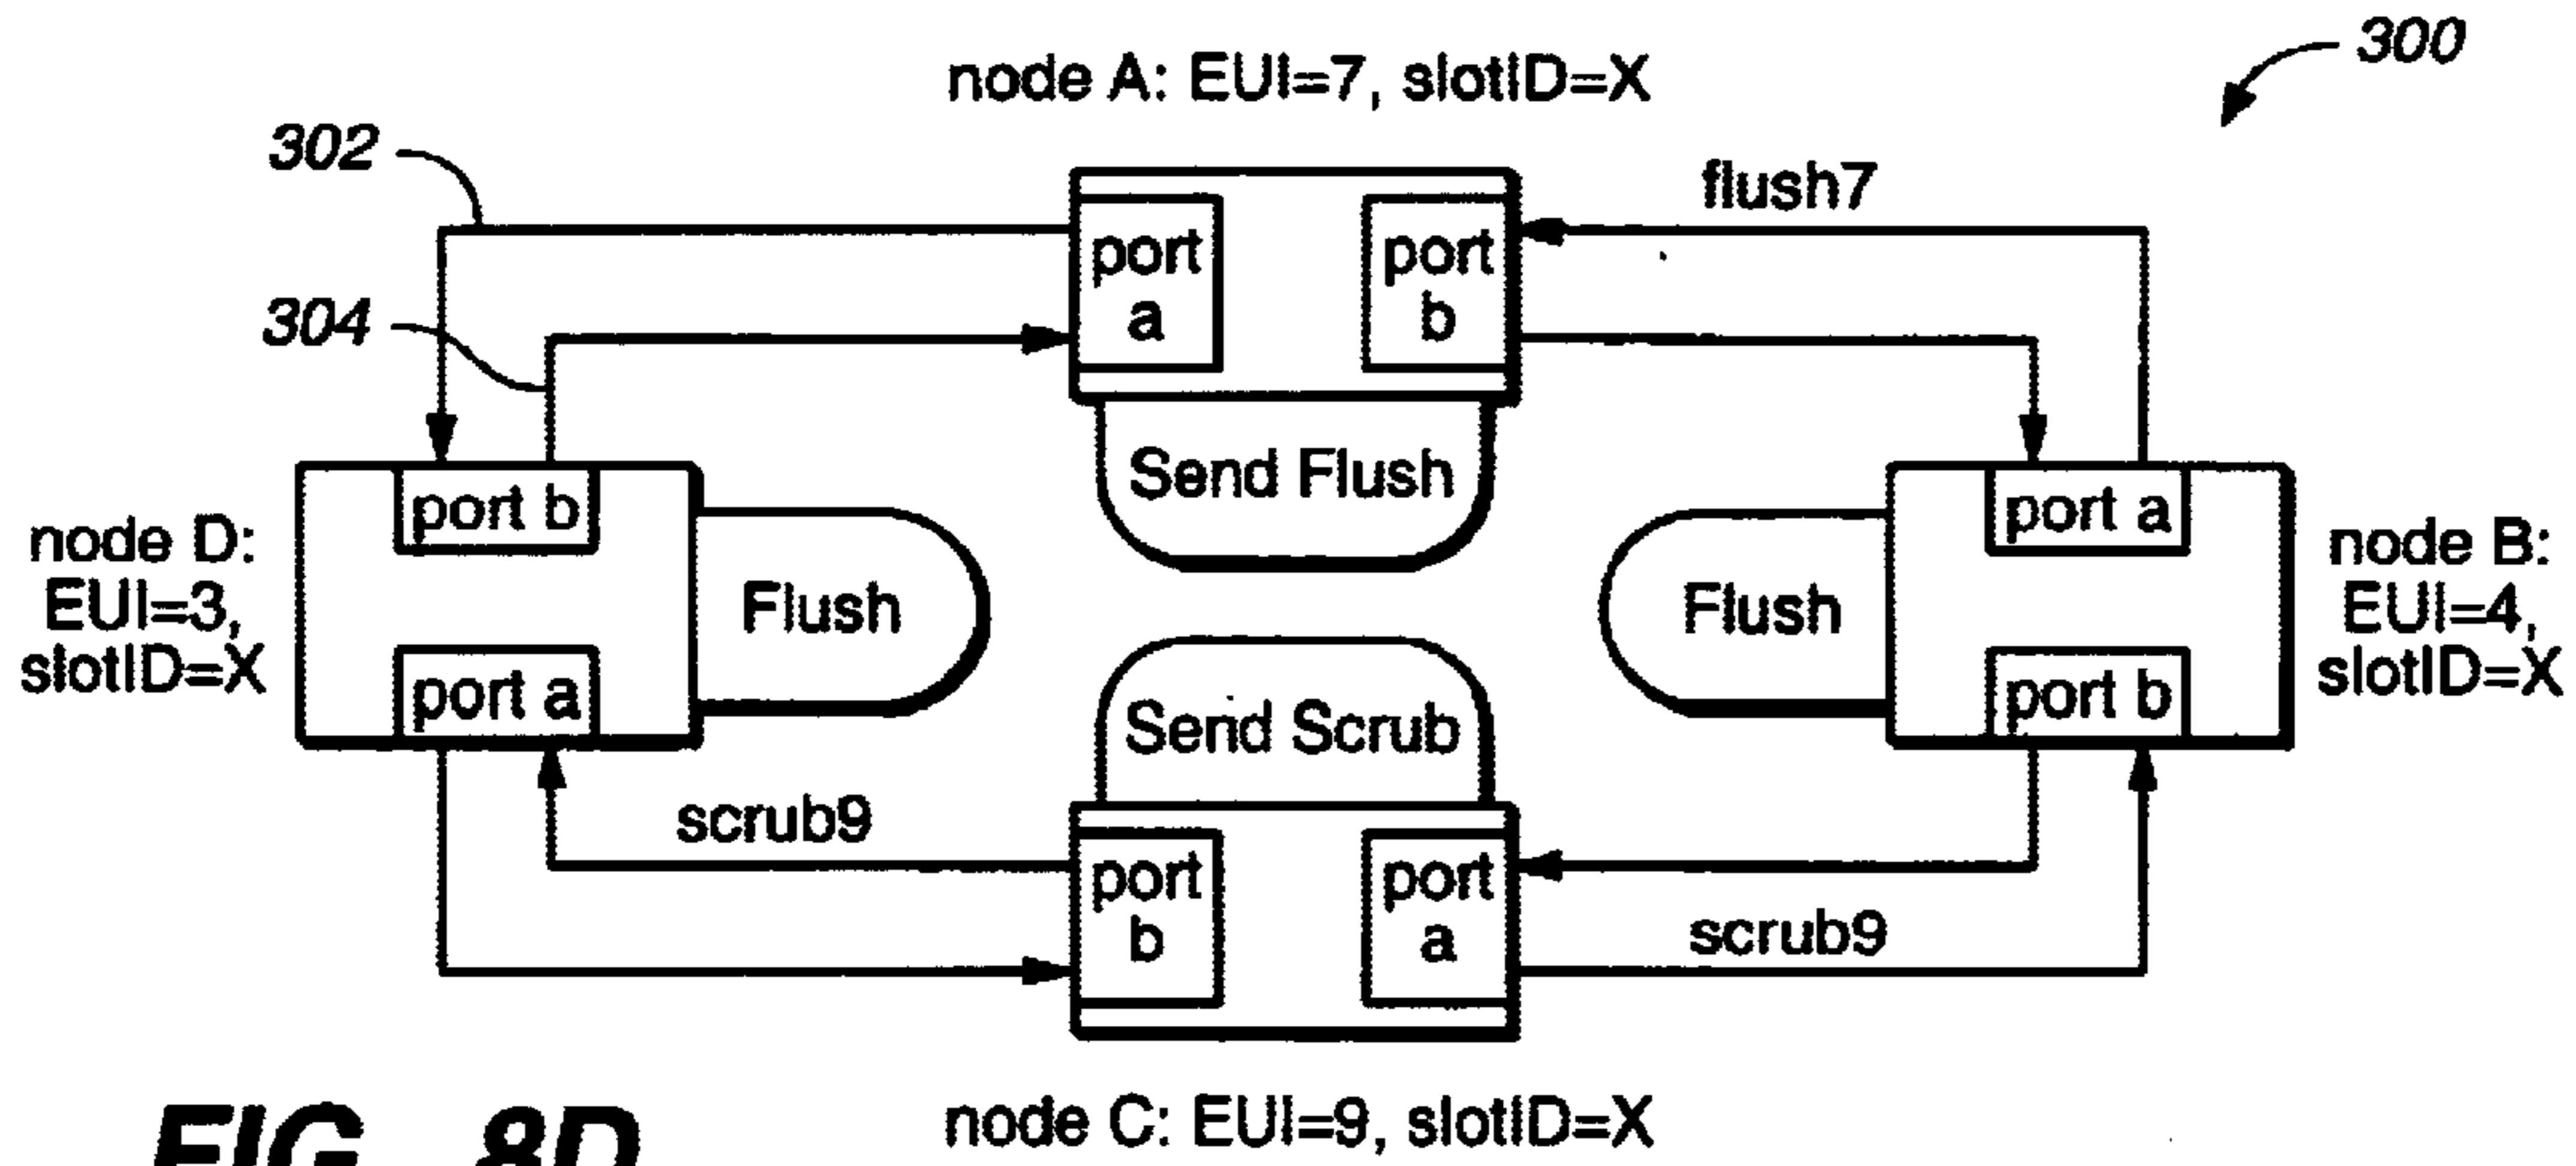 300
node A: EUI=7, slotID=X
302
flush7
port
a
port
b
304
Send Flush
port b
port a
node D:
EUI=3,
slotID=X
Flush
Flush
node B:
EUI=4,
slotID=X
port a
port b
Send Scrub
scrub9
port
b
port
a
scrub9
node C: EUI=9, slotID=X
FIG._8D